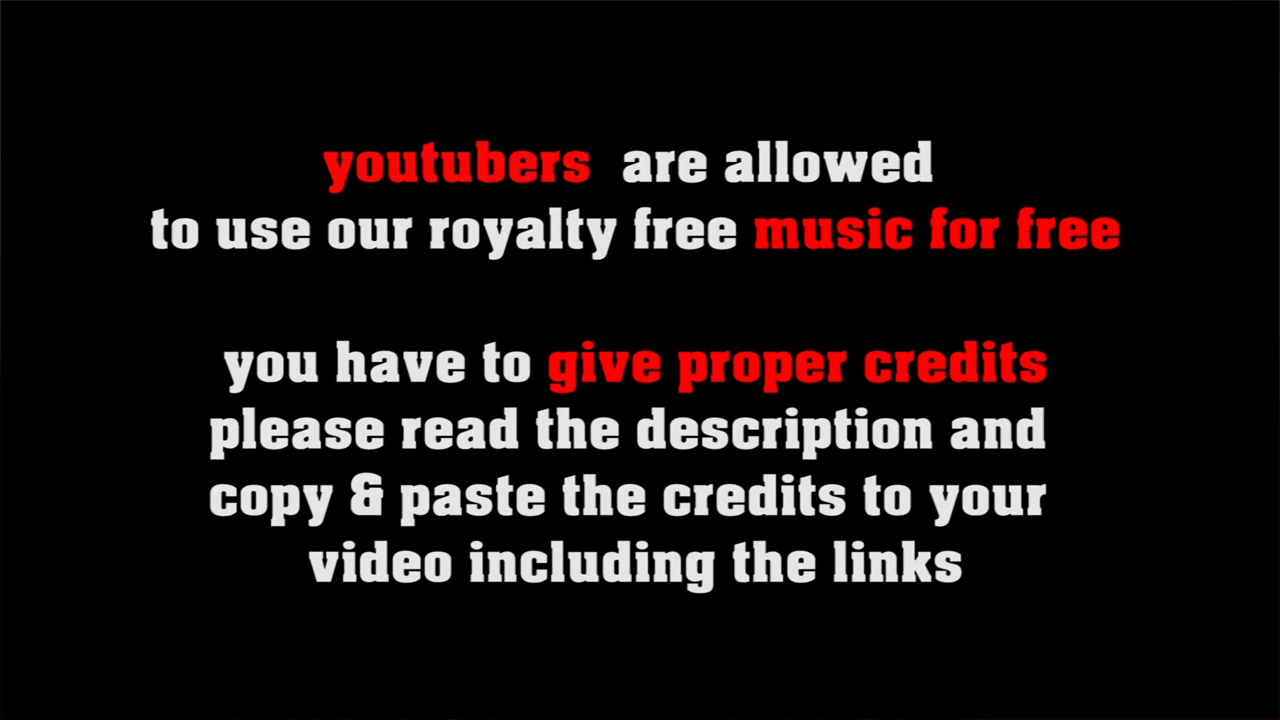 youtubers are allowed
to use our royalty free music for free
you have to give proper credits
please read the description and
copy & paste the credits to your
video including the links